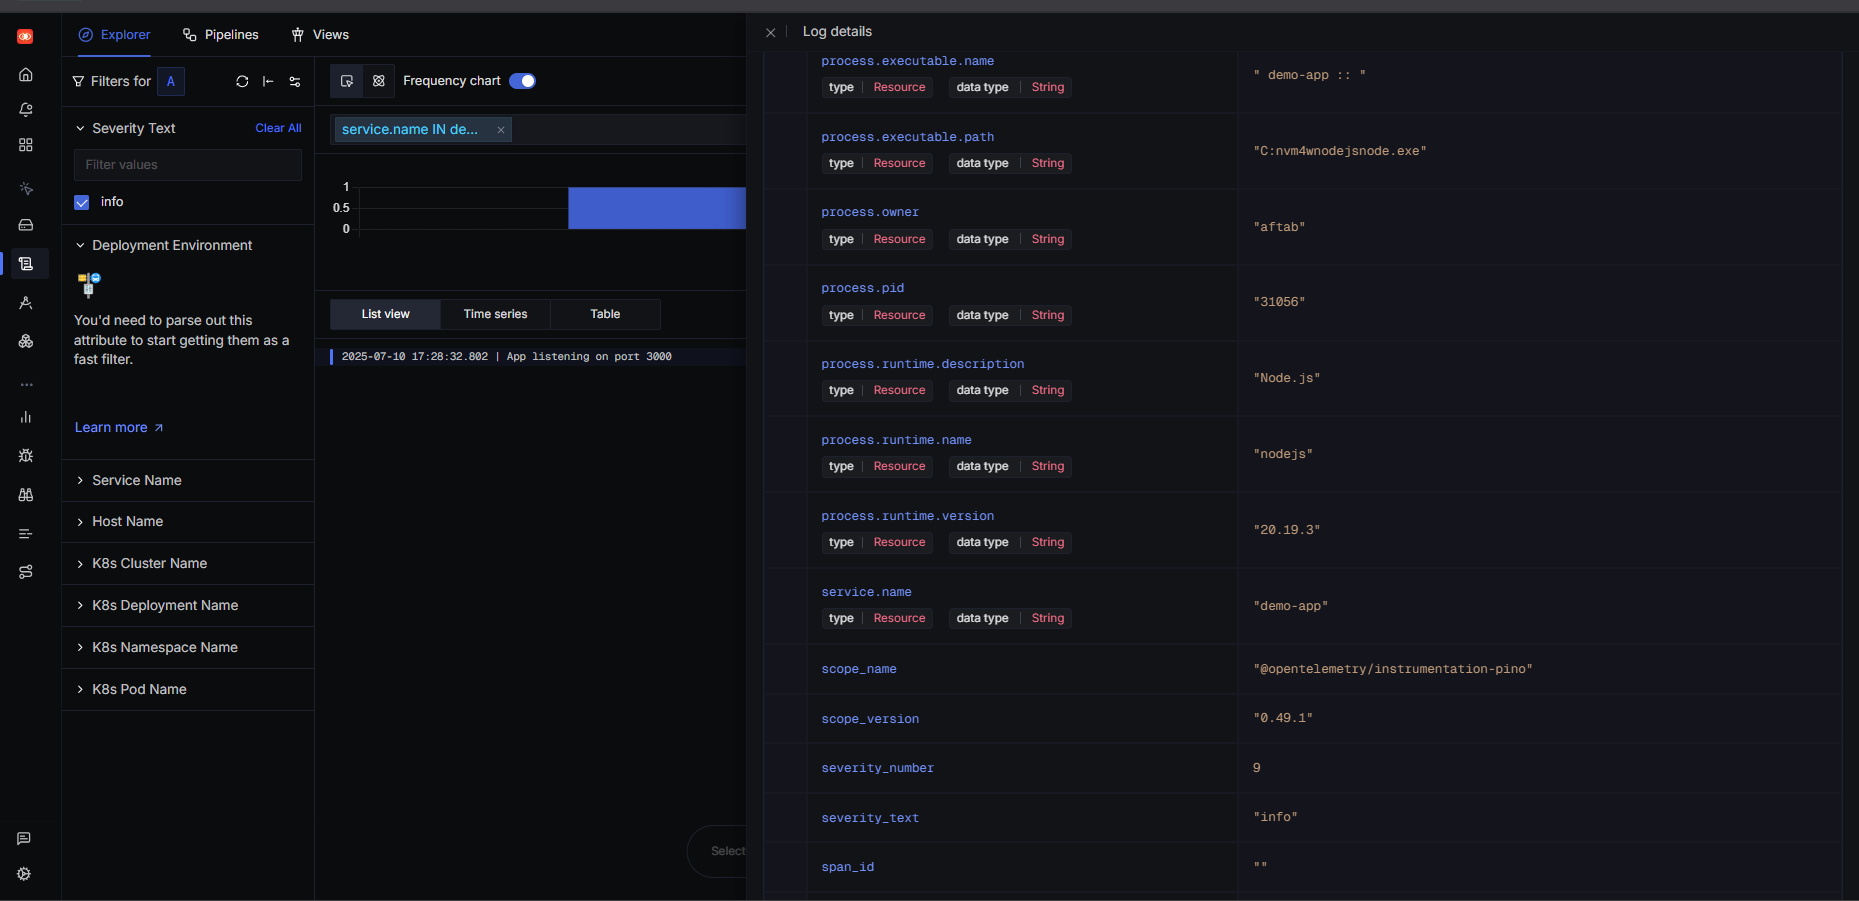 Explorer
Pipelines
Views
Filters for A
Severity Text
Clear All
Filter values
info
Deployment Environment
You'd need to parse out this
attribute to start getting them as a
fast filter.
Learn more
Service Name
Host Name
K8s Cluster Name
K8s Deployment Name
K8s Namespace Name
K8s Pod Name
Frequency chart
service.name IN de...
1
0.5
0
List view
Time series
Table
2025-07-10 17:28:32.802 | App listening on port 3000
Select
Log details
process.executable.name
type Resource data type String
" demo-app :: "
process.executable.path
type Resource data type String
"C:nvm4wnodejsnode.exe"
process.owner
type Resource data type String
"aftab"
process.pid
type Resource data type String
"31056"
process.runtime.description
type Resource data type String
"Node.js"
process.runtime.name
type Resource data type String
"nodejs"
process.runtime.version
type Resource data type String
"20.19.3"
service.name
type Resource data type String
"demo-app"
scope_name
"@opentelemetry/instrumentation-pino"
scope_version
"0.49.1"
severity_number
9
severity_text
"info"
span_id
""